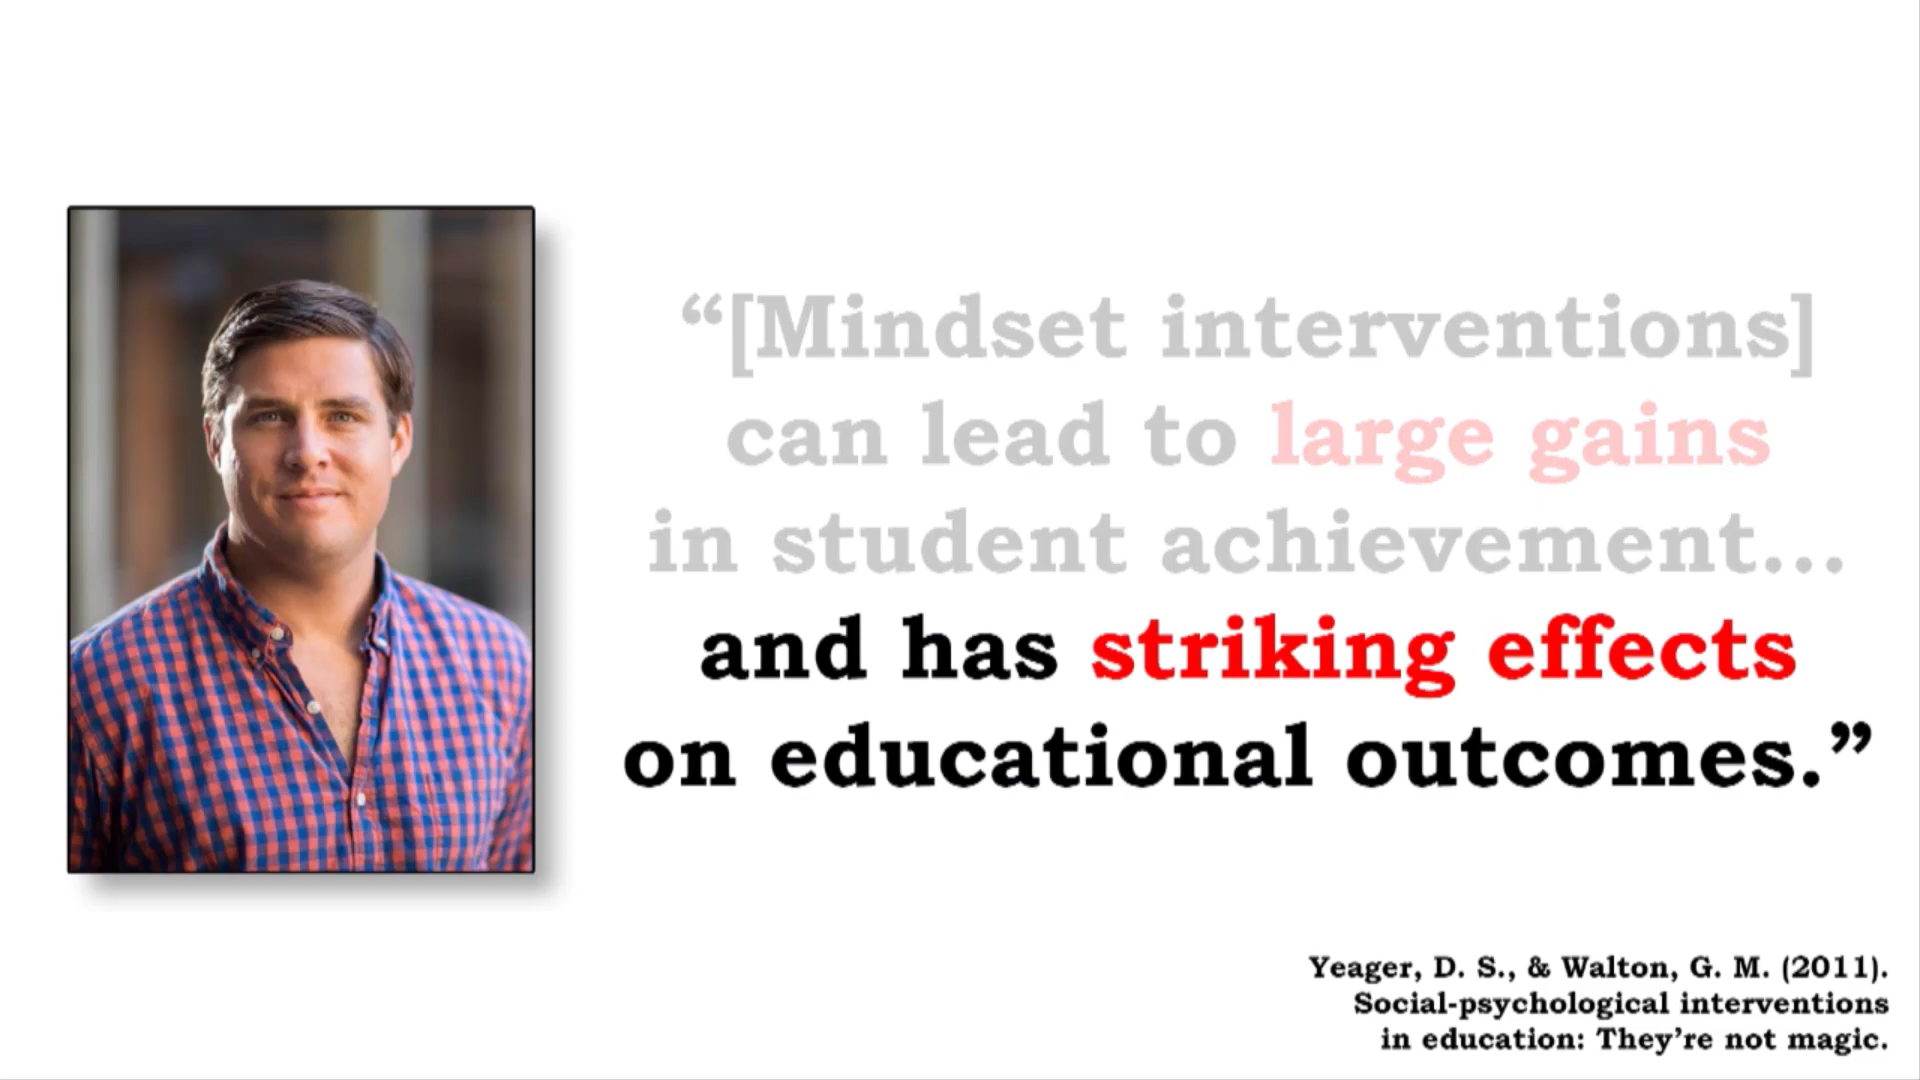 “[Mindset interventions]
can lead to large gains
in student achievement...
and has striking effects
on educational outcomes.”
Yeager, D. S., & Walton, G. M. (2011).
Social-psychological interventions
in education: They’re not magic.